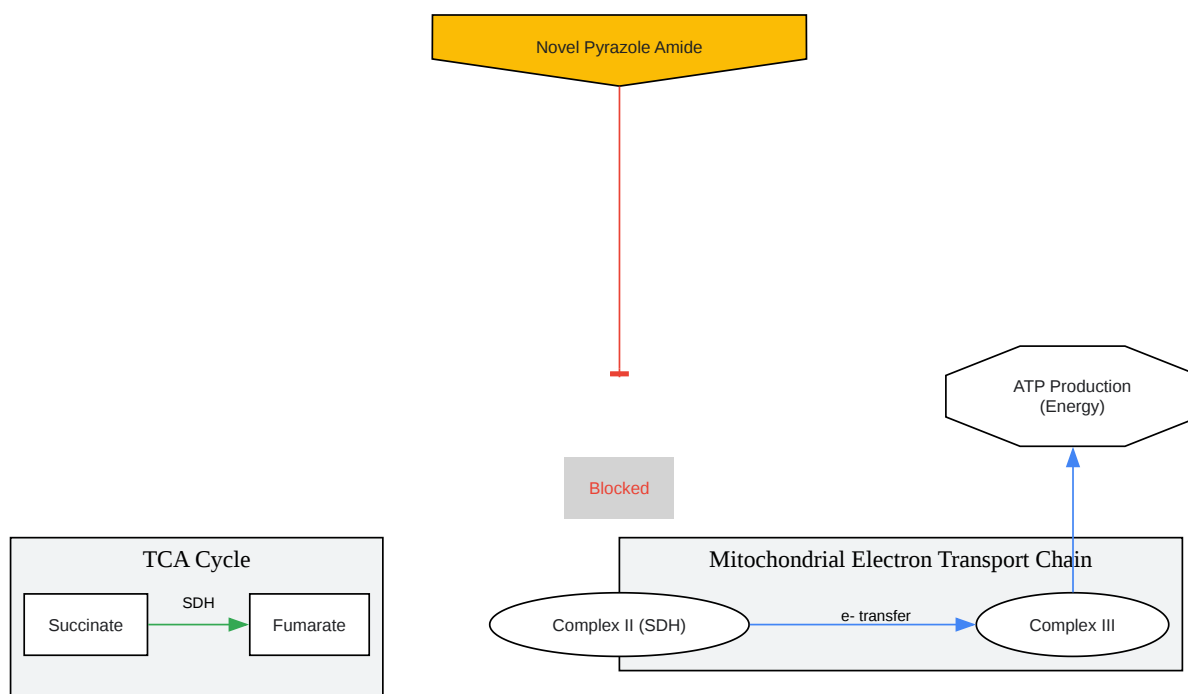 Novel Pyrazole Amide
ATP Production
(Energy)
Blocked
TCA Cycle
Mitochondrial Electron Transport Chain
SDH
Succinate
Fumarate
Complex II (SDH)
e- transfer
Complex III